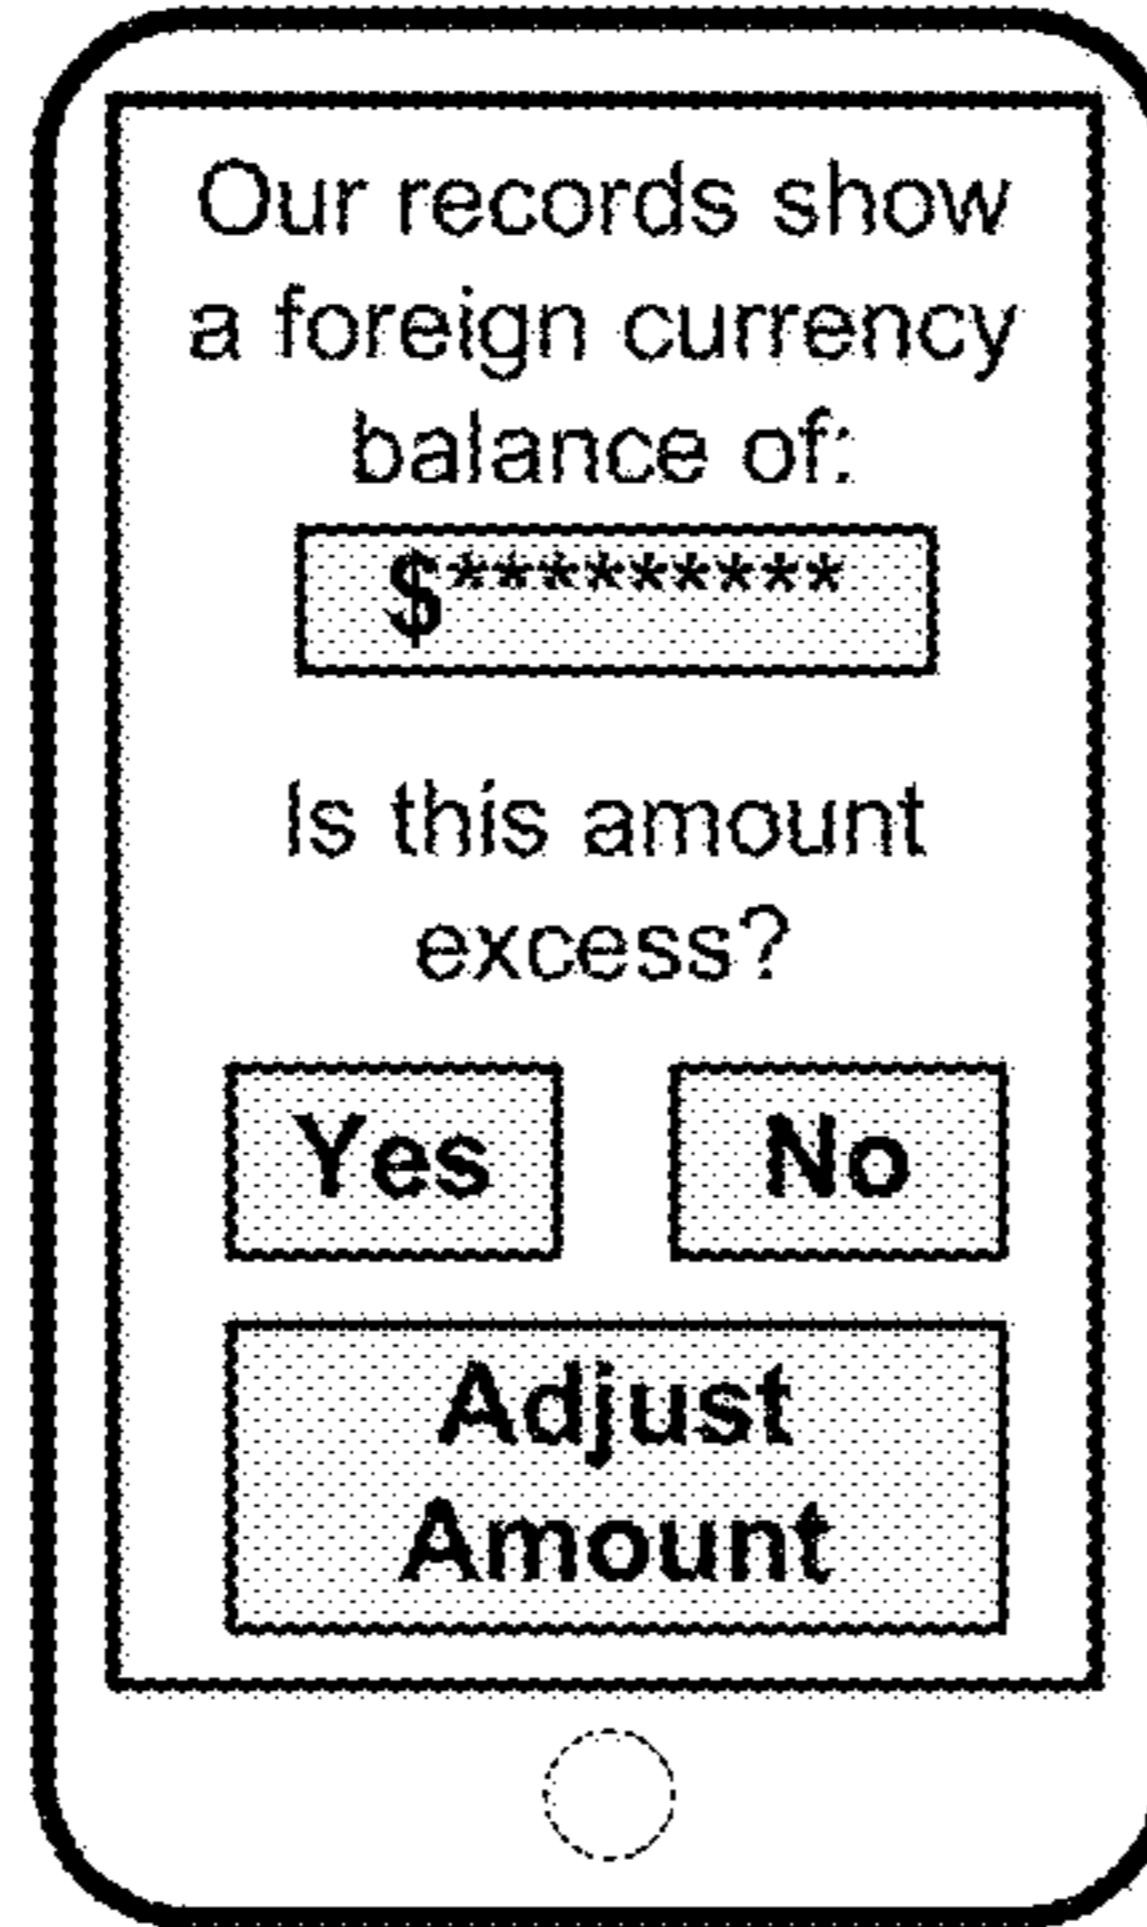 Our records show
a foreign currency
balance of:
$*********
Is this amount
excess?
Yes No
Adjust
Amount